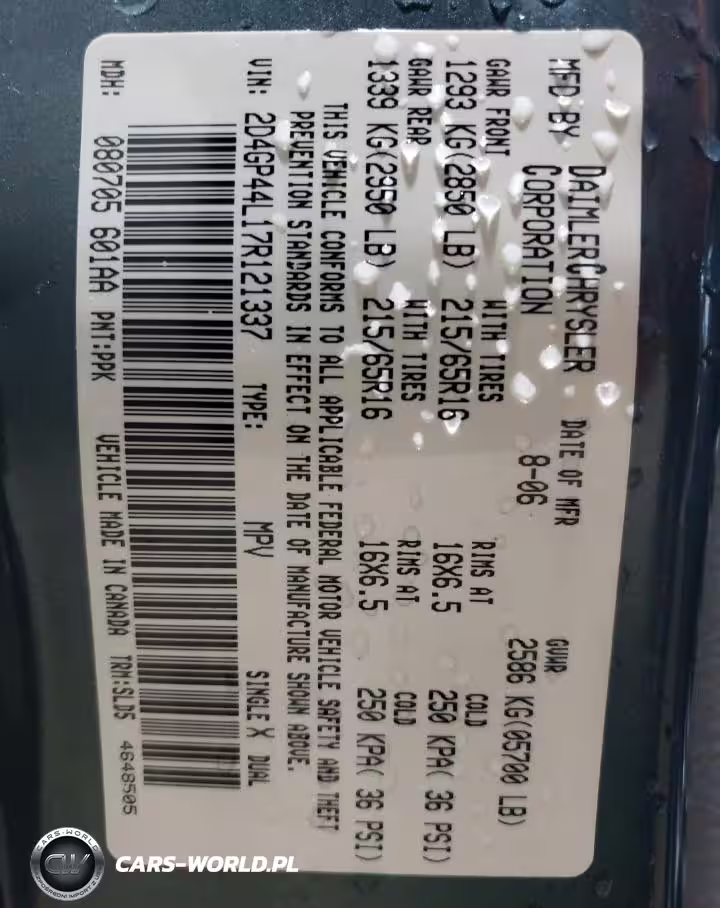 MFD BY DAIMLERCHRYSLER CORPORATION DATE OF MFR 8-06 GVWR 2586 KG(05700 LB)
GAWR FRONT WITH TIRES RIMS AT COLD
1293 KG(2850 LB) 215/65R16 16X6.5 250 KPA( 36 PSI)
GAWR REAR WITH TIRES RIMS AT COLD
1339 KG(2950 LB) 215/65R16 16X6.5 250 KPA( 36 PSI)
THIS VEHICLE CONFORMS TO ALL APPLICABLE FEDERAL MOTOR VEHICLE SAFETY AND THEFT
PREVENTION STANDARDS IN EFFECT ON THE DATE OF MANUFACTURE SHOWN ABOVE.
VIN: 2D4GP44L17R121337 TYPE: MPV SINGLE X DUAL
MDH: 080705 601AA PNT:PPK VEHICLE MADE IN CANADA TRM:SLD5 4648505
CARS-WORLD
CW
CARS-WORLD.PL